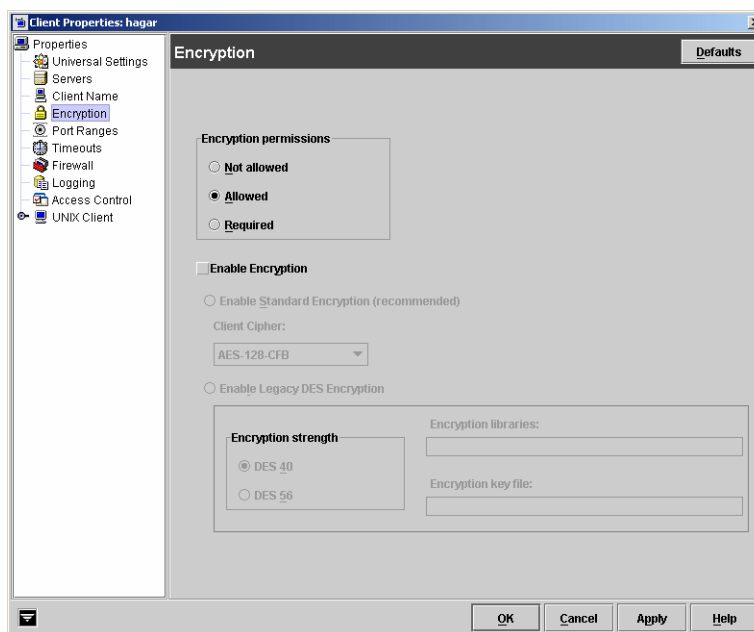 Client Properties: hagar
Properties
Universal Settings
Servers
Client Name
Encryption
Port Ranges
Timeouts
Firewall
Logging
Access Control
UNIX Client
Encryption
Defaults
Encryption permissions
Not allowed
Allowed
Required
Enable Encryption
Enable Standard Encryption (recommended)
Client Cipher:
AES-128-CFB
Enable Legacy DES Encryption
Encryption strength
DES 40
DES 56
Encryption libraries:
Encryption key file:
OK Cancel Apply Help